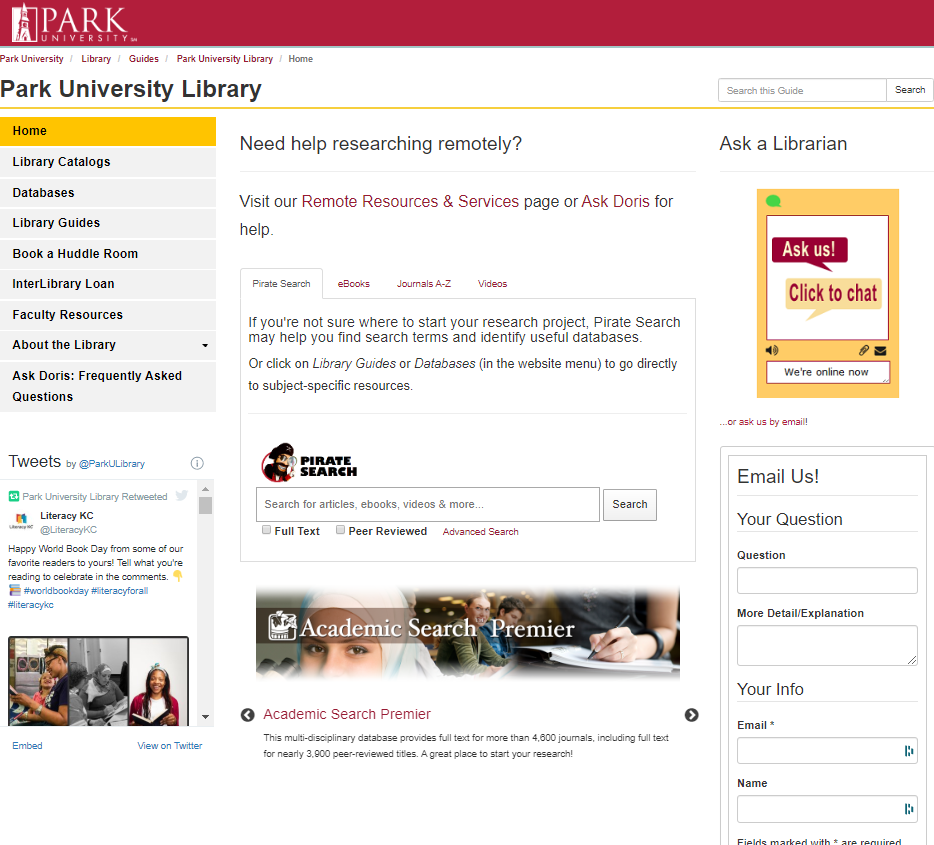 PARK
UNIVERSITY
Park University / Library / Guides / Park University Library / Home
Park University Library
Search this Guide
Search
Home
Library Catalogs
Databases
Library Guides
Book a Huddle Room
InterLibrary Loan
Faculty Resources
About the Library
Ask Doris: Frequently Asked
Questions
Tweets by @ParkULibrary
Park University Library Retweeted
Literacy KC
@LiteracyKC
Happy World Book Day from some of our
favorite readers to yours! Tell what you're
reading to celebrate in the comments. 👇
📚 #worldbookday #literacyforall
#literacykc
Embed
View on Twitter
Need help researching remotely?
Visit our Remote Resources & Services page or Ask Doris for
help.
Pirate Search
eBooks
Journals A-Z
Videos
If you're not sure where to start your research project, Pirate Search
may help you find search terms and identify useful databases.
Or click on Library Guides or Databases (in the website menu) to go directly
to subject-specific resources.
PIRATE
SEARCH
Search for articles, ebooks, videos & more...
Search
Full Text
Peer Reviewed
Advanced Search
Academic Search Premier
Academic Search Premier
This multi-disciplinary database provides full text for more than 4,600 journals, including full text
for nearly 3,900 peer-reviewed titles. A great place to start your research!
Ask a Librarian
Ask us!
Click to chat
We're online now
...or ask us by email!
Email Us!
Your Question
Question
More Detail/Explanation
Your Info
Email *
Name
Fields marked with * are required